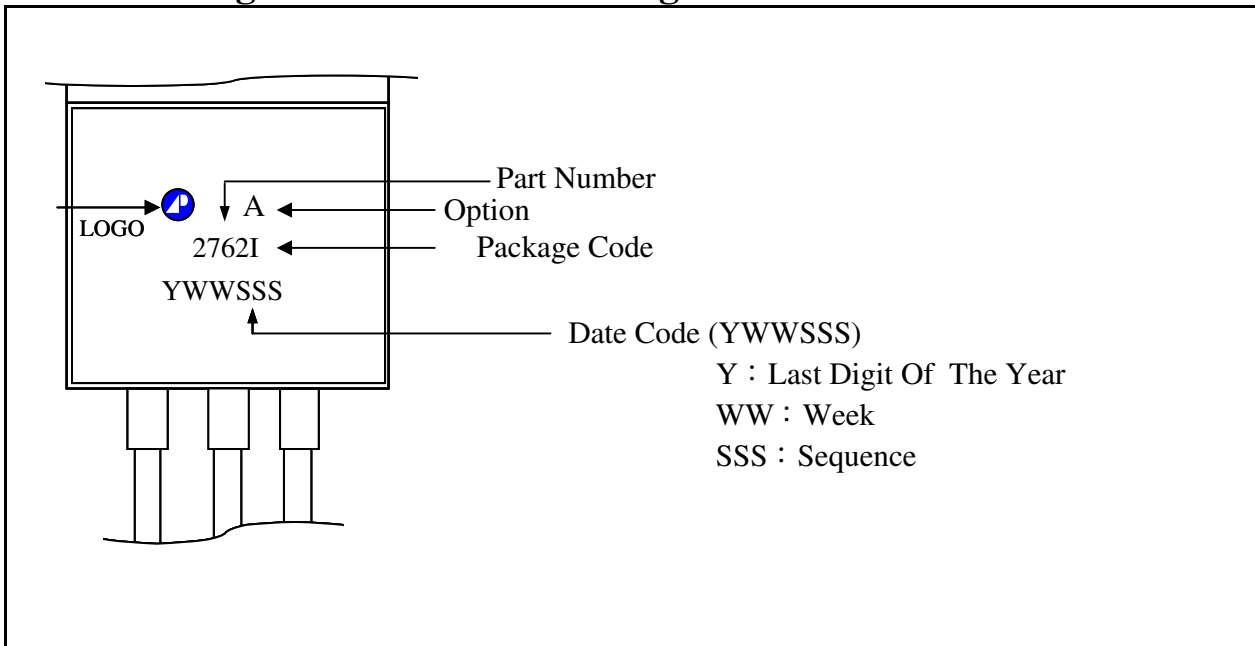 Part Number
A
Option
LOGO
2762I
Package Code
YWWSSS
Date Code (YWWSSS)
Y：Last Digit Of The Year
WW：Week
SSS：Sequence